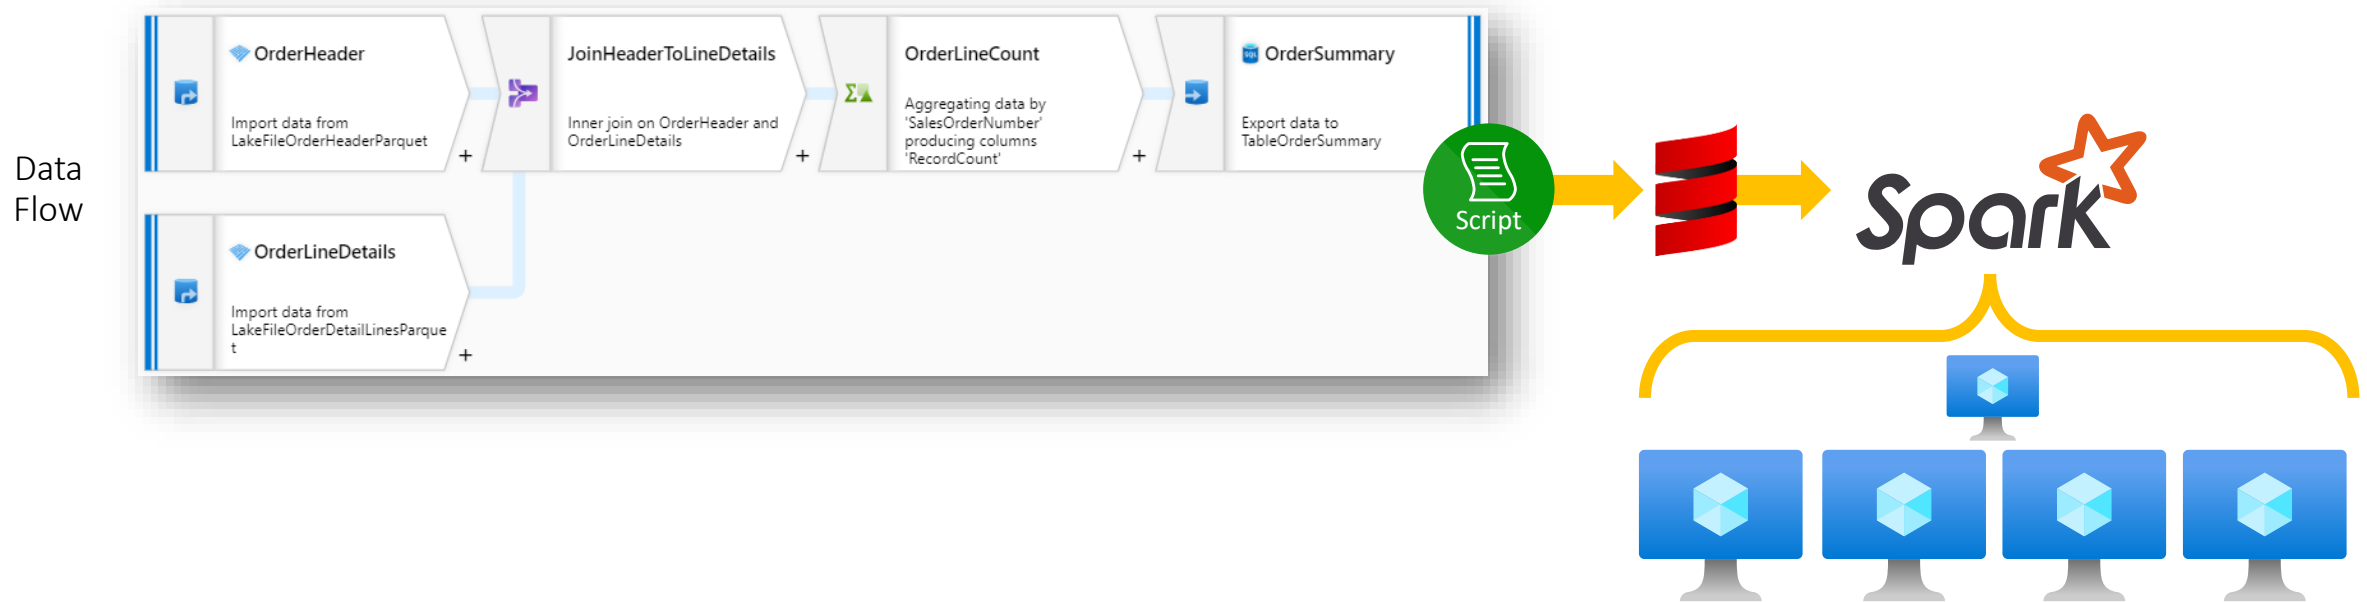 Data
Flow
OrderHeader
Import data from
LakeFileOrderHeaderParquet
+
JoinHeaderToLineDetails
Inner join on OrderHeader and
OrderLineDetails
+
OrderLineCount
Aggregating data by
'SalesOrderNumber'
producing columns
'RecordCount'
+
SQL
OrderSummary
Export data to
TableOrderSummary
OrderLineDetails
Import data from
LakeFileOrderDetailLinesParque
t
+
Script
Spark